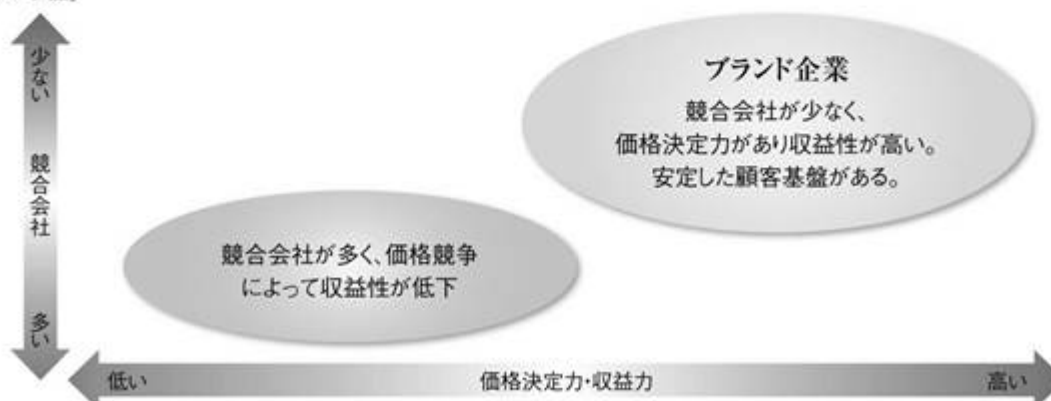 少ない
競合会社
多い
ブランド企業
競合会社が少なく、
価格決定力があり収益性が高い。
安定した顧客基盤がある。
競合会社が多く、価格競争
によって収益性が低下
低い
価格決定力・収益力
高い